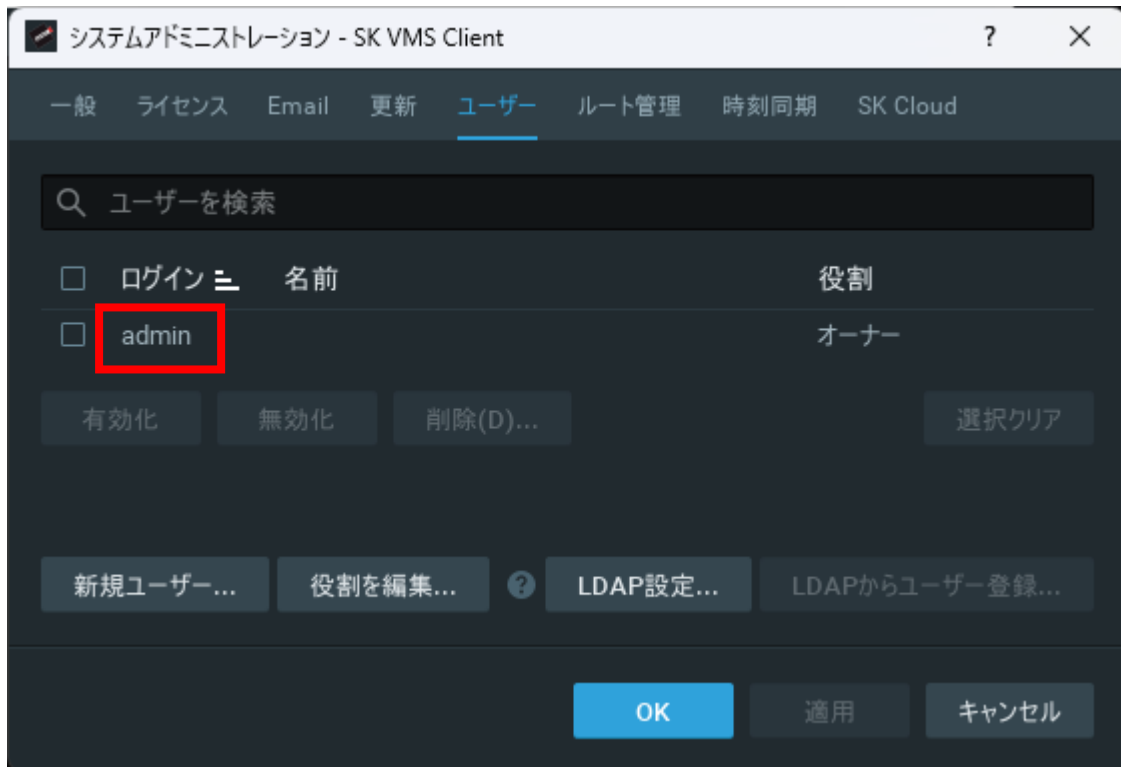 システムアドミニストレーション - SK VMS Client ? ×
一般 ライセンス Email 更新 ユーザー ルート管理 時刻同期 SK Cloud
ユーザーを検索
ログイン 名前 役割
admin オーナー
有効化 無効化 削除(D)... 選択クリア
新規ユーザー... 役割を編集... ? LDAP設定... LDAPからユーザー登録...
OK 適用 キャンセル